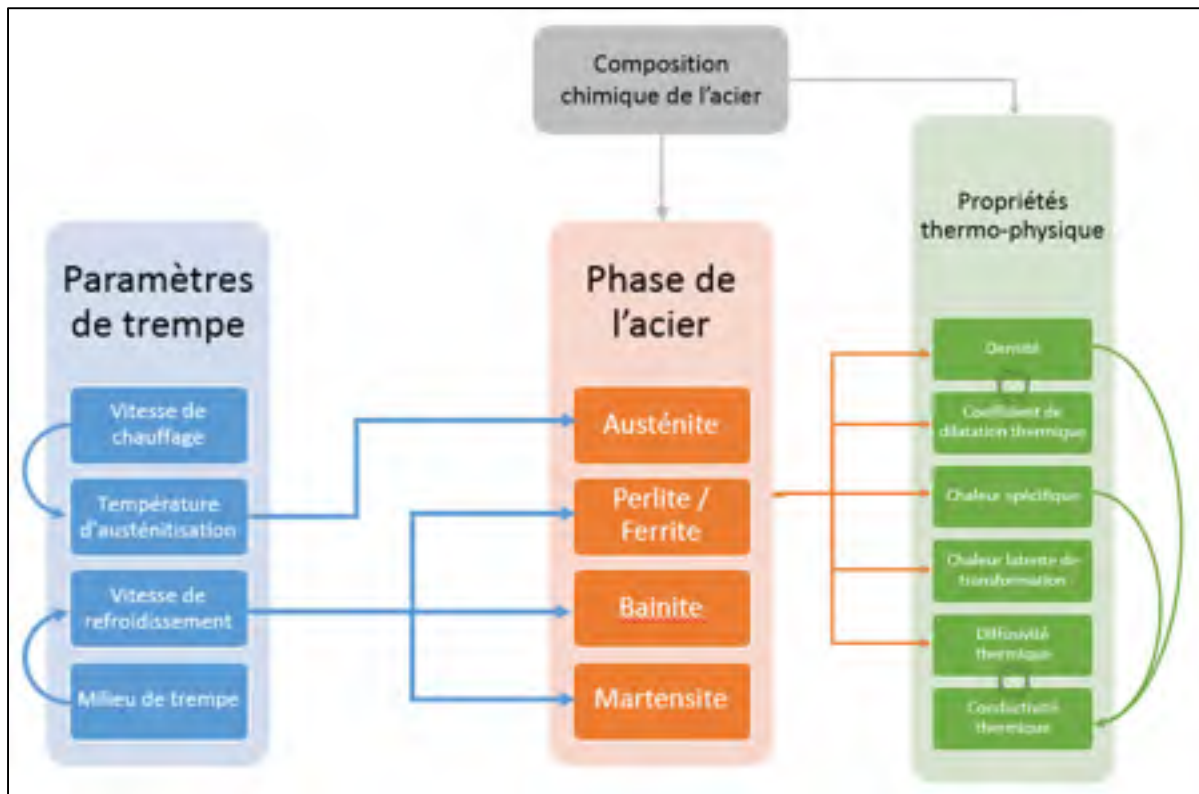 Composition
chimique de l'acier
Paramètres
de trempe
Vitesse de
chauffage
Température
d'austénitisation
Vitesse de
refroidissement
Milieu de trempe
Phase de
l'acier
Austénite
Perlite /
Ferrite
Bainite
Martensite
Propriétés
thermo-physique
Densité
Coefficient de
dilatation thermique
Chaleur spécifique
Chaleur latente de
transformation
Diffusivité
thermique
Conductivité
thermique